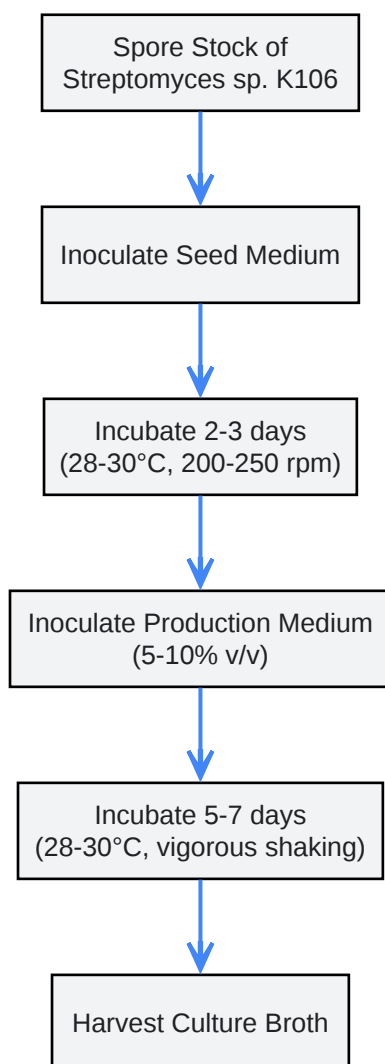 Spore Stock of
Streptomyces sp. K106
Inoculate Seed Medium
Incubate 2-3 days
(28-30°C, 200-250 rpm)
Inoculate Production Medium
(5-10% v/v)
Incubate 5-7 days
(28-30°C, vigorous shaking)
Harvest Culture Broth